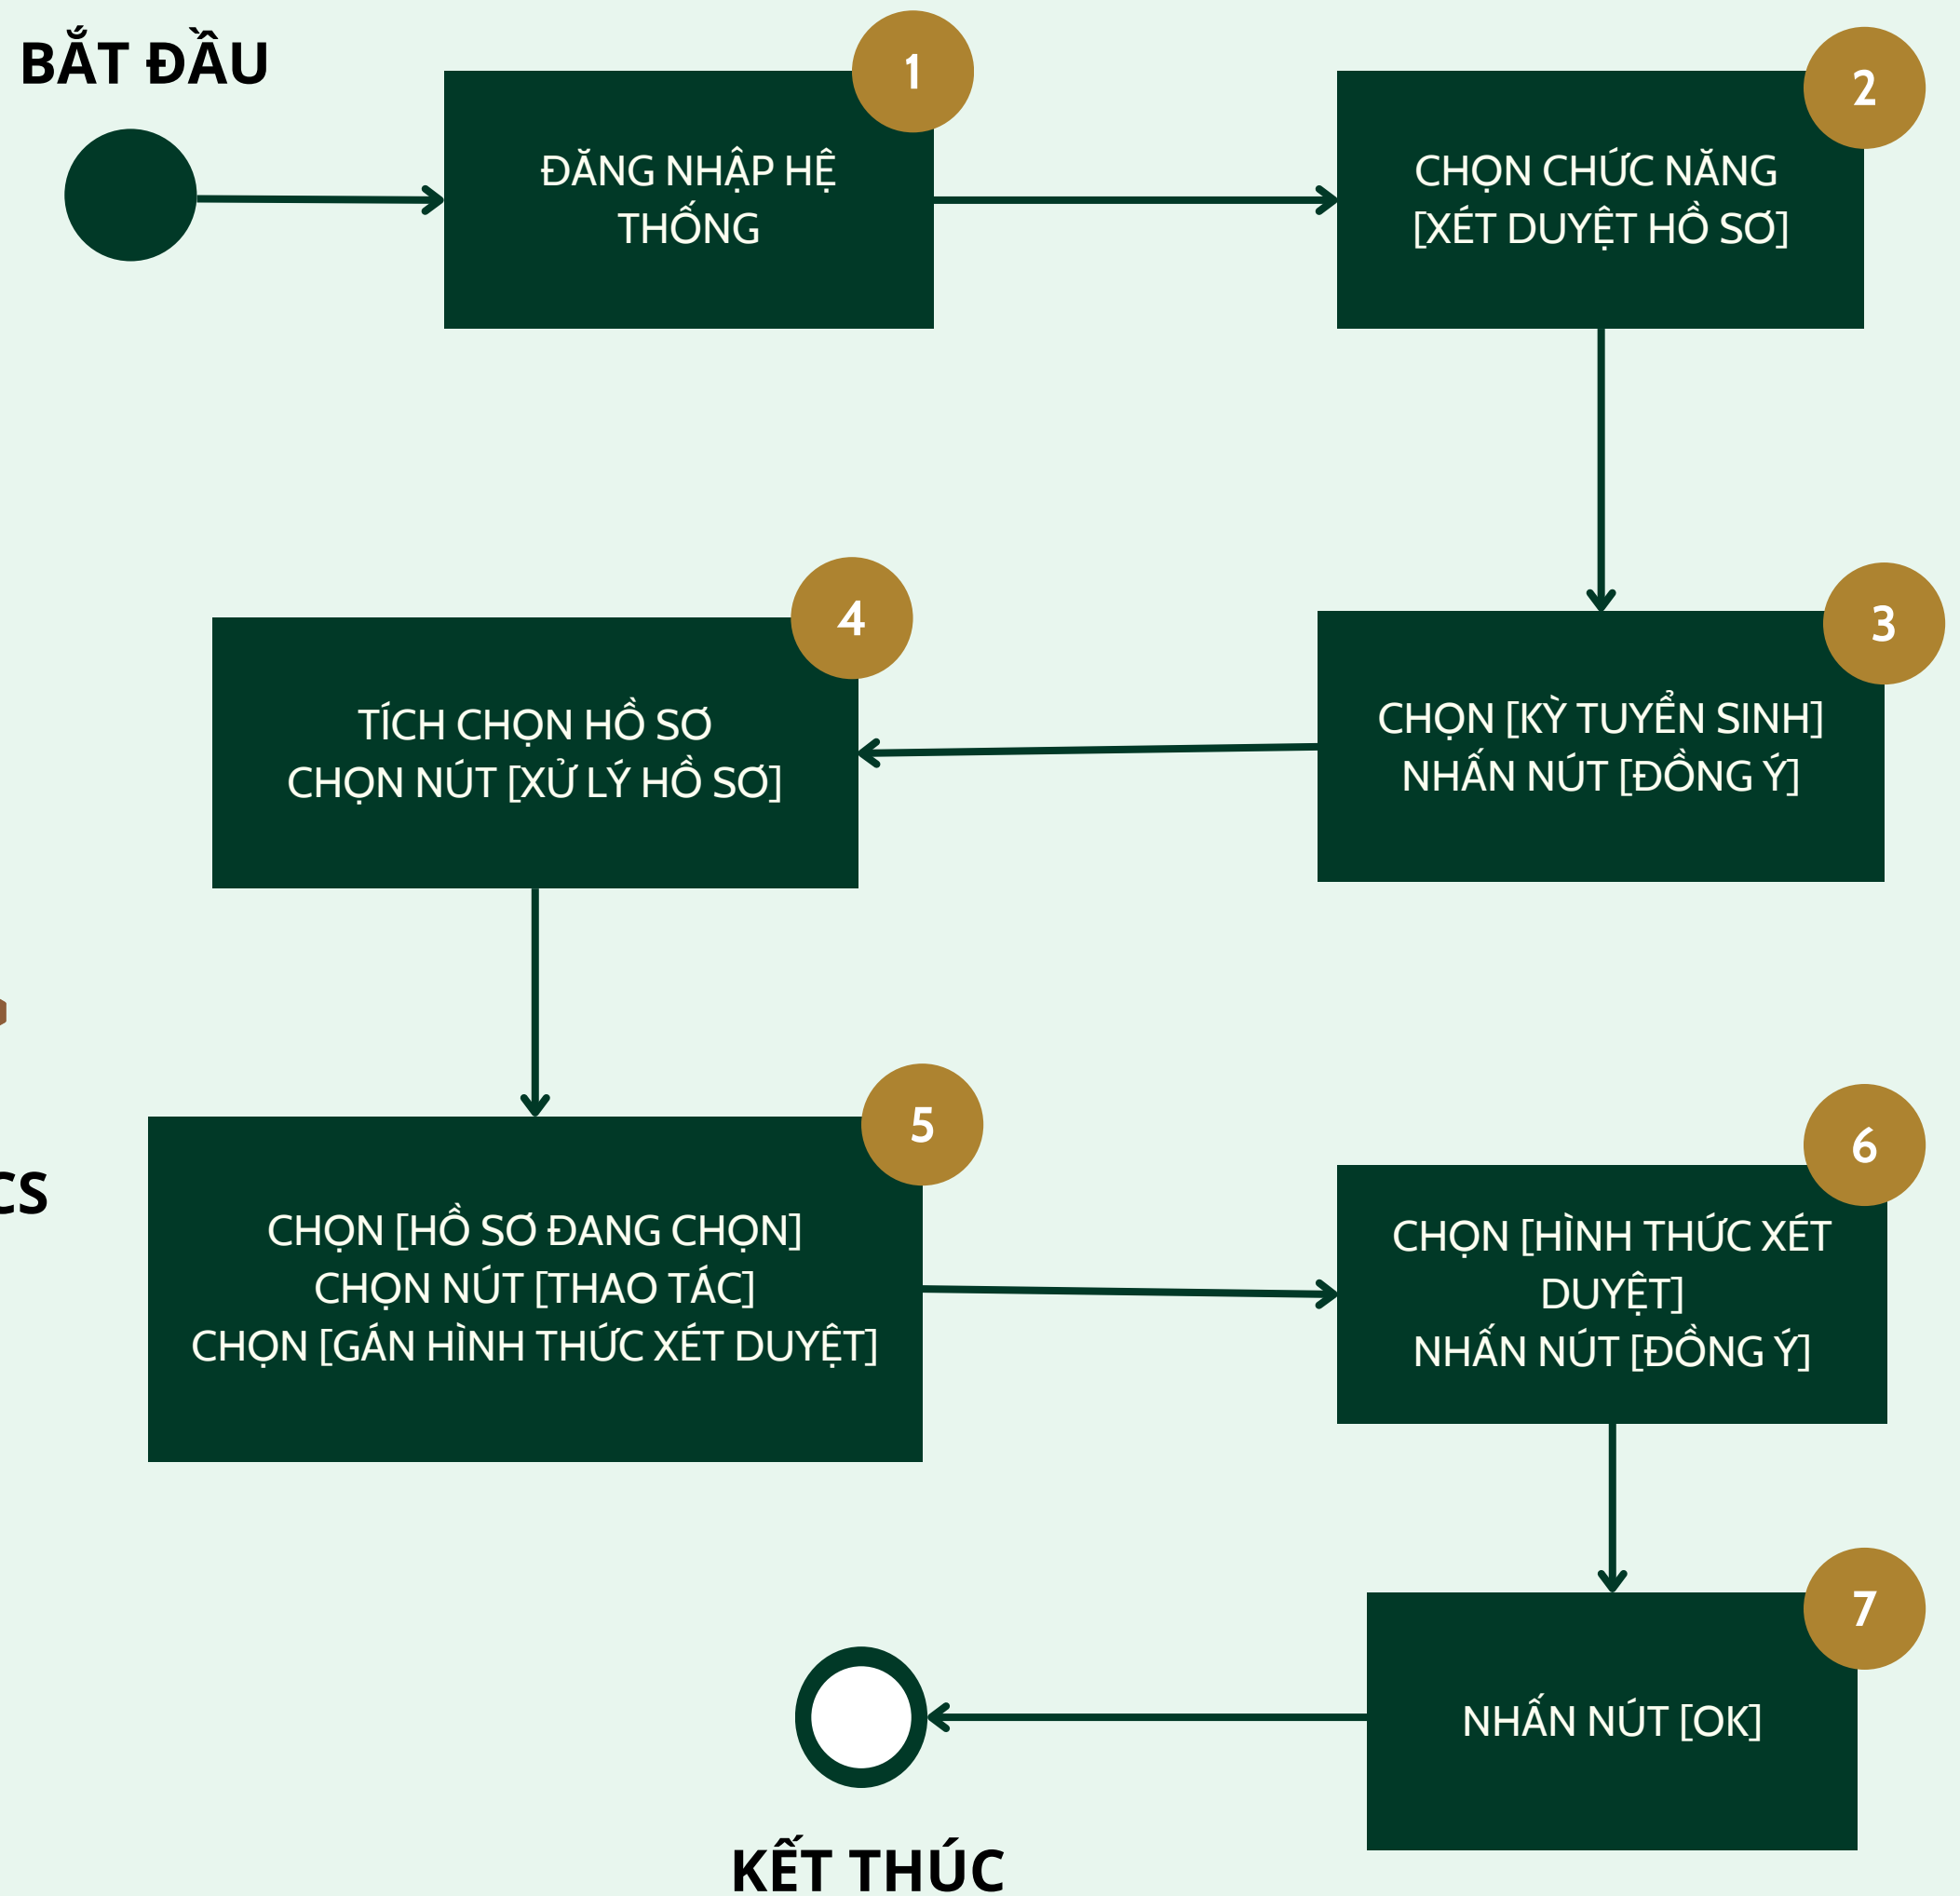 BẮT ĐẦU
1
ĐĂNG NHẬP HỆ
THỐNG
2
CHỌN CHỨC NĂNG
[XÉT DUYỆT HỒ SƠ]
3
CHỌN [KỲ TUYỂN SINH]
NHẤN NÚT [ĐỒNG Ý]
4
TÍCH CHỌN HỒ SƠ
CHỌN NÚT [XỬ LÝ HỒ SƠ]
5
CHỌN [HỒ SƠ ĐANG CHỌN]
CHỌN NÚT [THAO TÁC]
CHỌN [GÁN HÌNH THỨC XÉT DUYỆT]
6
CHỌN [HÌNH THỨC XÉT
DUYỆT]
NHẤN NÚT [ĐỒNG Ý]
7
NHẤN NÚT [OK]
KẾT THÚC